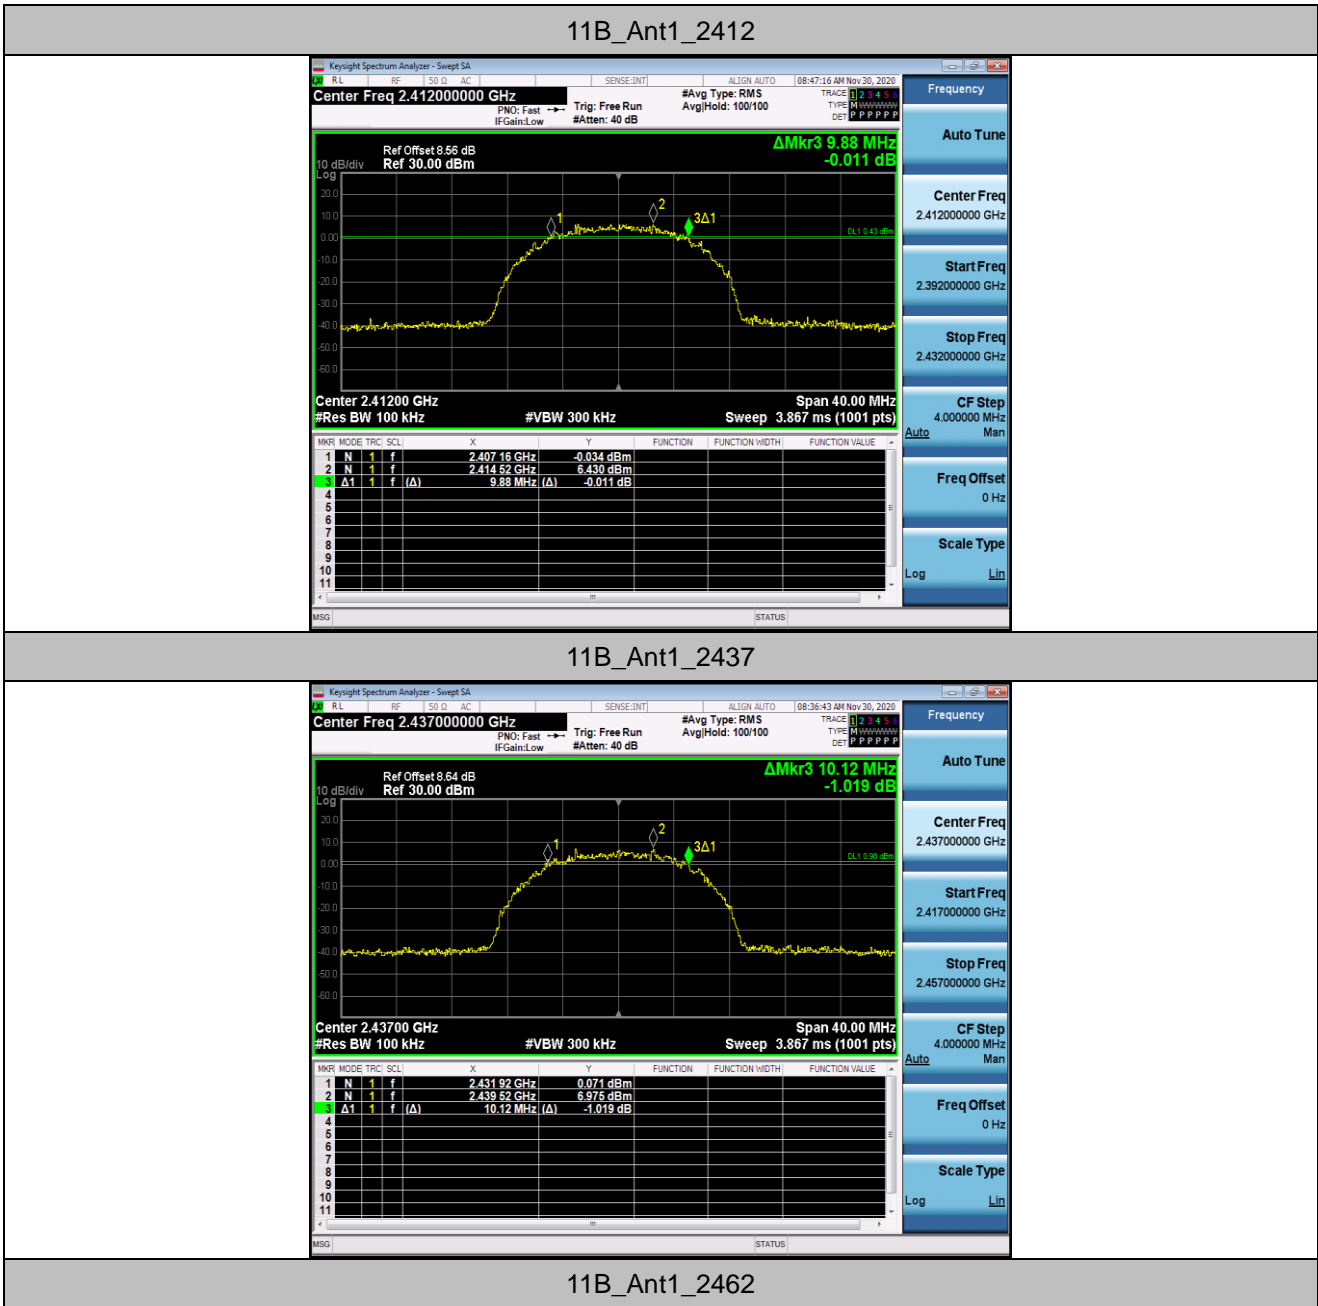 11B_Ant1_2412
Keysight Spectrum Analyzer - Swept SA
RL RF 50 Ω AC SENSE:INT ALIGN AUTO 08:47:16 AM Nov 30, 2020
Center Freq 2.412000000 GHz
PNO: Fast
IFGain:Low
Trig: Free Run
#Atten: 40 dB
#Avg Type: RMS
Avg|Hold: 100/100
TRACE 1 2 3 4 5 6
TYPE M WWWWW
DET P P P P P P
Frequency
Auto Tune
Center Freq
2.412000000 GHz
Start Freq
2.392000000 GHz
Stop Freq
2.432000000 GHz
CF Step
4.000000 MHz
Auto Man
Freq Offset
0 Hz
Scale Type
Log Lin
ΔMkr3 9.88 MHz
-0.011 dB
Ref Offset 8.56 dB
10 dB/div Ref 30.00 dBm
Log
20.0
10.0
0.00
-10.0
-20.0
-30.0
-40.0
-50.0
-60.0
1
2
3Δ1
DL1 0.43 dBm
Center 2.41200 GHz Span 40.00 MHz
#Res BW 100 kHz #VBW 300 kHz Sweep 3.867 ms (1001 pts)
MKR MODE TRC SCL X Y FUNCTION FUNCTION WIDTH FUNCTION VALUE
1 N 1 f 2.407 16 GHz -0.034 dBm
2 N 1 f 2.414 52 GHz 6.430 dBm
3 Δ1 1 f (Δ) 9.88 MHz (Δ) -0.011 dB
4
5
6
7
8
9
10
11
MSG STATUS
11B_Ant1_2437
Keysight Spectrum Analyzer - Swept SA
RL RF 50 Ω AC SENSE:INT ALIGN AUTO 08:36:43 AM Nov 30, 2020
Center Freq 2.437000000 GHz
PNO: Fast
IFGain:Low
Trig: Free Run
#Atten: 40 dB
#Avg Type: RMS
Avg|Hold: 100/100
TRACE 1 2 3 4 5 6
TYPE M WWWWW
DET P P P P P P
Frequency
Auto Tune
Center Freq
2.437000000 GHz
Start Freq
2.417000000 GHz
Stop Freq
2.457000000 GHz
CF Step
4.000000 MHz
Auto Man
Freq Offset
0 Hz
Scale Type
Log Lin
ΔMkr3 10.12 MHz
-1.019 dB
Ref Offset 8.64 dB
10 dB/div Ref 30.00 dBm
Log
20.0
10.0
0.00
-10.0
-20.0
-30.0
-40.0
-50.0
-60.0
1
2
3Δ1
DL1 0.98 dBm
Center 2.43700 GHz Span 40.00 MHz
#Res BW 100 kHz #VBW 300 kHz Sweep 3.867 ms (1001 pts)
MKR MODE TRC SCL X Y FUNCTION FUNCTION WIDTH FUNCTION VALUE
1 N 1 f 2.431 92 GHz 0.071 dBm
2 N 1 f 2.439 52 GHz 6.975 dBm
3 Δ1 1 f (Δ) 10.12 MHz (Δ) -1.019 dB
4
5
6
7
8
9
10
11
MSG STATUS
11B_Ant1_2462